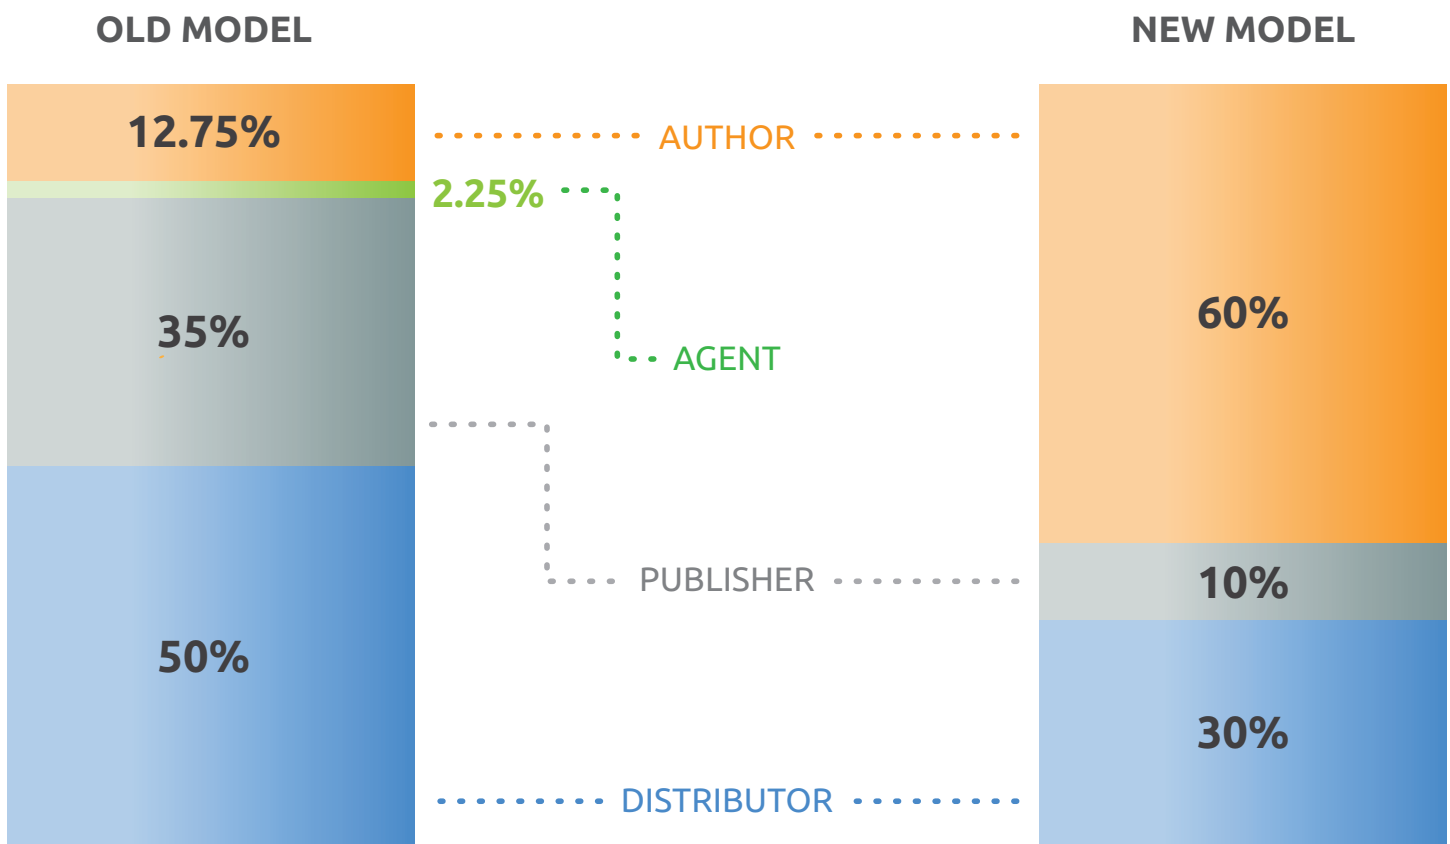 OLD MODEL
NEW MODEL
12.75%
AUTHOR
2.25%
60%
35%
AGENT
PUBLISHER
10%
50%
30%
DISTRIBUTOR